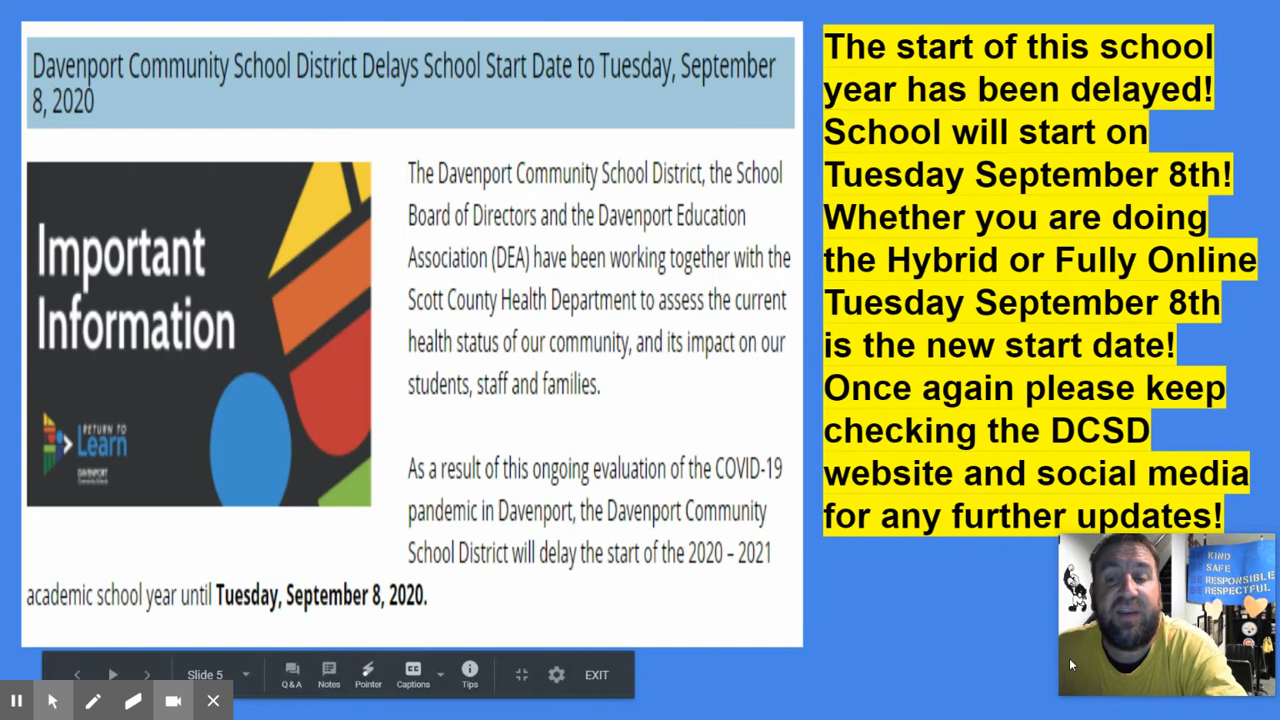 Davenport Community School District Delays School Start Date to Tuesday, September
8, 2020
Important
Information
RETURN TO
Learn
DAVENPORT
The Davenport Community School District, the School
Board of Directors and the Davenport Education
Association (DEA) have been working together with the
Scott County Health Department to assess the current
health status of our community, and its impact on our
students, staff and families.
As a result of this ongoing evaluation of the COVID-19
pandemic in Davenport, the Davenport Community
School District will delay the start of the 2020 – 2021
academic school year until Tuesday, September 8, 2020.
The start of this school
year has been delayed!
School will start on
Tuesday September 8th!
Whether you are doing
the Hybrid or Fully Online
Tuesday September 8th
is the new start date!
Once again please keep
checking the DCSD
website and social media
for any further updates!
BE KIND
BE SAFE
BE RESPONSIBLE
BE RESPECTFUL
Slide 5
Q&A
Notes
Pointer
CC
Captions
Tips
EXIT